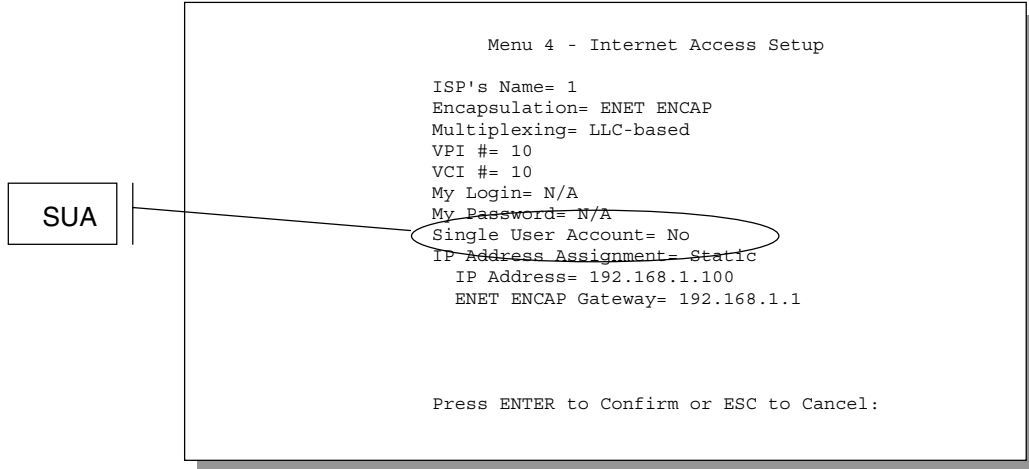 Menu 4 - Internet Access Setup
ISP's Name= 1
Encapsulation= ENET ENCAP
Multiplexing= LLC-based
VPI #= 10
VCI #= 10
My Login= N/A
My Password= N/A
SUA
Single User Account= No
IP Address Assignment= Static
IP Address= 192.168.1.100
ENET ENCAP Gateway= 192.168.1.1
Press ENTER to Confirm or ESC to Cancel: